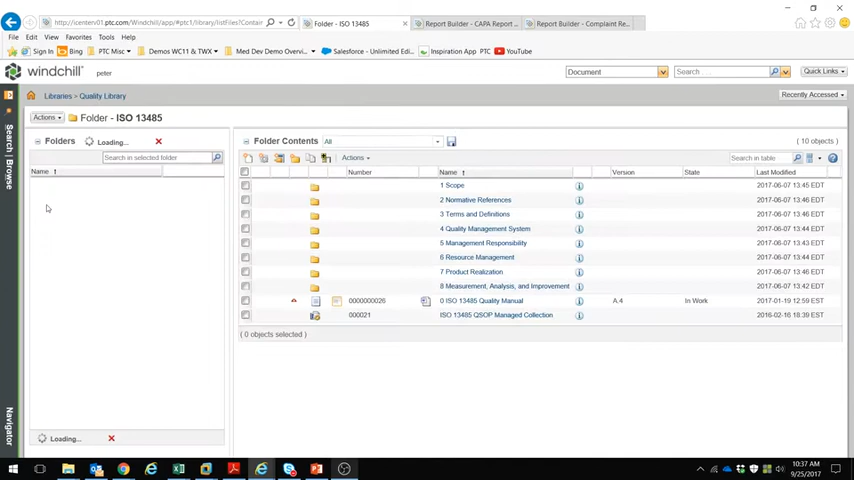 http://icenterv01.ptc.com/Windchill/app/#ptc1/library/listFiles?Contair
Folder - ISO 13485
Report Builder - CAPA Report ...
Report Builder - Complaint Re...
File Edit View Favorites Tools Help
Sign In Bing PTC Misc Demos WC11 & TWX Med Dev Demo Overvie... Salesforce - Unlimited Edi... Inspiration App PTC YouTube
windchill peter Document Search ... Quick Links
Libraries > Quality Library Recently Accessed
Actions Folder - ISO 13485
Search | Browse
Navigator
Folders Loading...
Search in selected folder
Name ↑
Loading...
Folder Contents All ( 10 objects )
Actions Search in table
Number Name ↑ Version State Last Modified
1 Scope 2017-06-07 13:45 EDT
2 Normative References 2017-06-07 13:46 EDT
3 Terms and Definitions 2017-06-07 13:46 EDT
4 Quality Management System 2017-06-07 13:44 EDT
5 Management Responsibility 2017-06-07 13:43 EDT
6 Resource Management 2017-06-07 13:44 EDT
7 Product Realization 2017-06-07 13:46 EDT
8 Measurement, Analysis, and Improvement 2017-06-07 13:42 EDT
0000000026 0 ISO 13485 Quality Manual A.4 In Work 2017-01-19 12:59 EST
000021 ISO 13485 QSOP Managed Collection 2016-02-16 18:39 EST
( 0 objects selected )
10:37 AM
9/25/2017